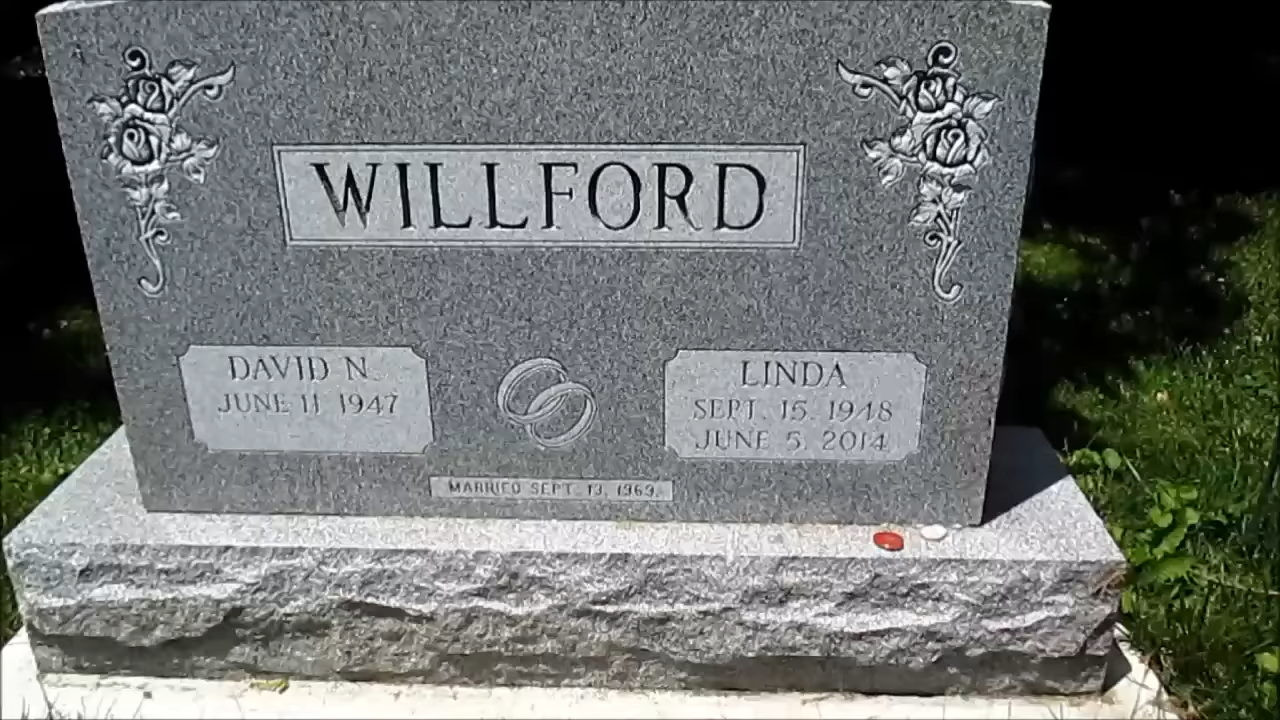 WILLFORD
DAVID N.
JUNE 11 1947
LINDA
SEPT. 15, 1948
JUNE 5, 2014
MARRIED SEPT. 13, 1969.